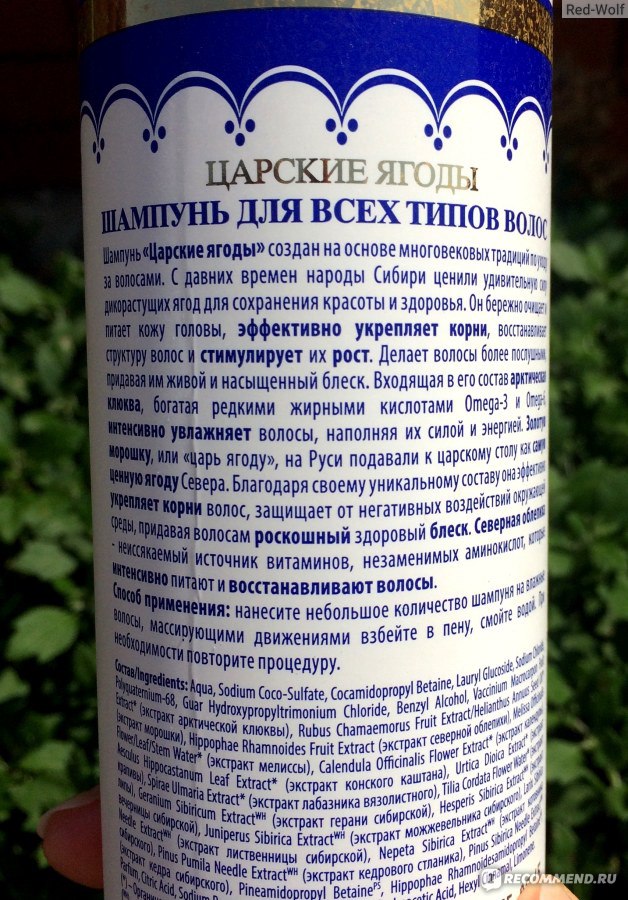 Red-Wolf
ЦАРСКИЕ ЯГОДЫ
ШАМПУНЬ ДЛЯ ВСЕХ ТИПОВ ВОЛОС
Шампунь «Царские ягоды» создан на основе многовековых традиций по уходу
за волосами. С давних времен народы Сибири ценили удивительную силу
дикорастущих ягод для сохранения красоты и здоровья. Он бережно очищает и
питает кожу головы, эффективно укрепляет корни, восстанавливает
структуру волос и стимулирует их рост. Делает волосы более послушными,
придавая им живой и насыщенный блеск. Входящая в его состав арктическая
клюква, богатая редкими жирными кислотами Omega-3 и Omega-
интенсивно увлажняет волосы, наполняя их силой и энергией. Золотую
морошку, или «царь ягоду», на Руси подавали к царскому столу как самую
ценную ягоду Севера. Благодаря своему уникальному составу она эффективно
укрепляет корни волос, защищает от негативных воздействий окружающей
среды, придавая волосам роскошный здоровый блеск. Северная облепиха
- неиссякаемый источник витаминов, незаменимых аминокислот, которые
интенсивно питают и восстанавливают волосы.
Способ применения: нанесите небольшое количество шампуня на влажные
волосы, массирующими движениями взбейте в пену, смойте водой. При
необходимости повторите процедуру.
Состав/Ingredients: Aqua, Sodium Coco-Sulfate, Cocamidopropyl Betaine, Lauryl Glucoside, Sodium Chloride,
Polyquaternium-68, Guar Hydroxypropyltrimonium Chloride, Benzyl Alcohol, Vaccinium Macrocarpon Fruit
Extract* (экстракт арктической клюквы), Rubus Chamaemorus Fruit Extract/Helianthus Annuus
(экстракт морошки), Hippophae Rhamnoides Fruit Extract (экстракт северной облепихи), Melissa
Flower/Leaf/Stem Water* (экстракт мелиссы), Calendula Officinalis Flower Extract*
Aesculus Hippocastanum Leaf Extract* (экстракт конского каштана), Urtica Dioica Extract*
крапивы), Spirae Ulmaria Extract* (экстракт лабазника вязолистного), Tilia Cordata Flower Water*
липы), Geranium Sibiricum Extractᵂᴴ (экстракт герани сибирской), Hesperis Sibirica Extractᵂᴴ
вечерницы сибирской), Juniperus Sibirica Extractᵂᴴ (экстракт можжевельника сибирского),
Needle Extractᵂᴴ (экстракт лиственницы сибирской), Nepeta Sibirica Extractᵂᴴ
сибирского), Pinus Pumila Needle Extractᵂᴴ (экстракт кедрового стланика), Pinus Sibirica Needle
(экстракт кедра сибирского), Pineamidopropyl Betaineᴾˢ, Hippophae Rhamnoidesamidopropyl
Parfum, Citric Acid, Sodium
(*) - Органич
RECOMMEND.RU